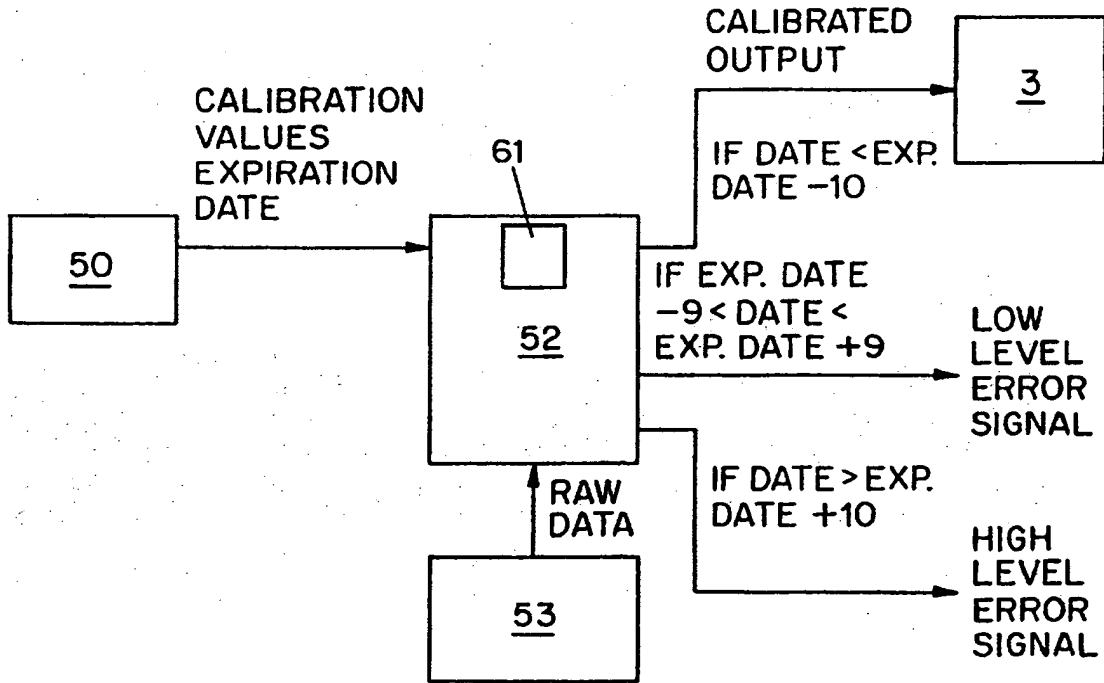 CALIBRATED
OUTPUT
3
CALIBRATION
VALUES
EXPIRATION
DATE
61
IF DATE <EXP.
DATE -10
50
52
IF EXP. DATE
-9 < DATE <
EXP. DATE +9
LOW
LEVEL
ERROR
SIGNAL
IF DATE > EXP.
DATE +10
RAW
DATA
53
HIGH
LEVEL
ERROR
SIGNAL